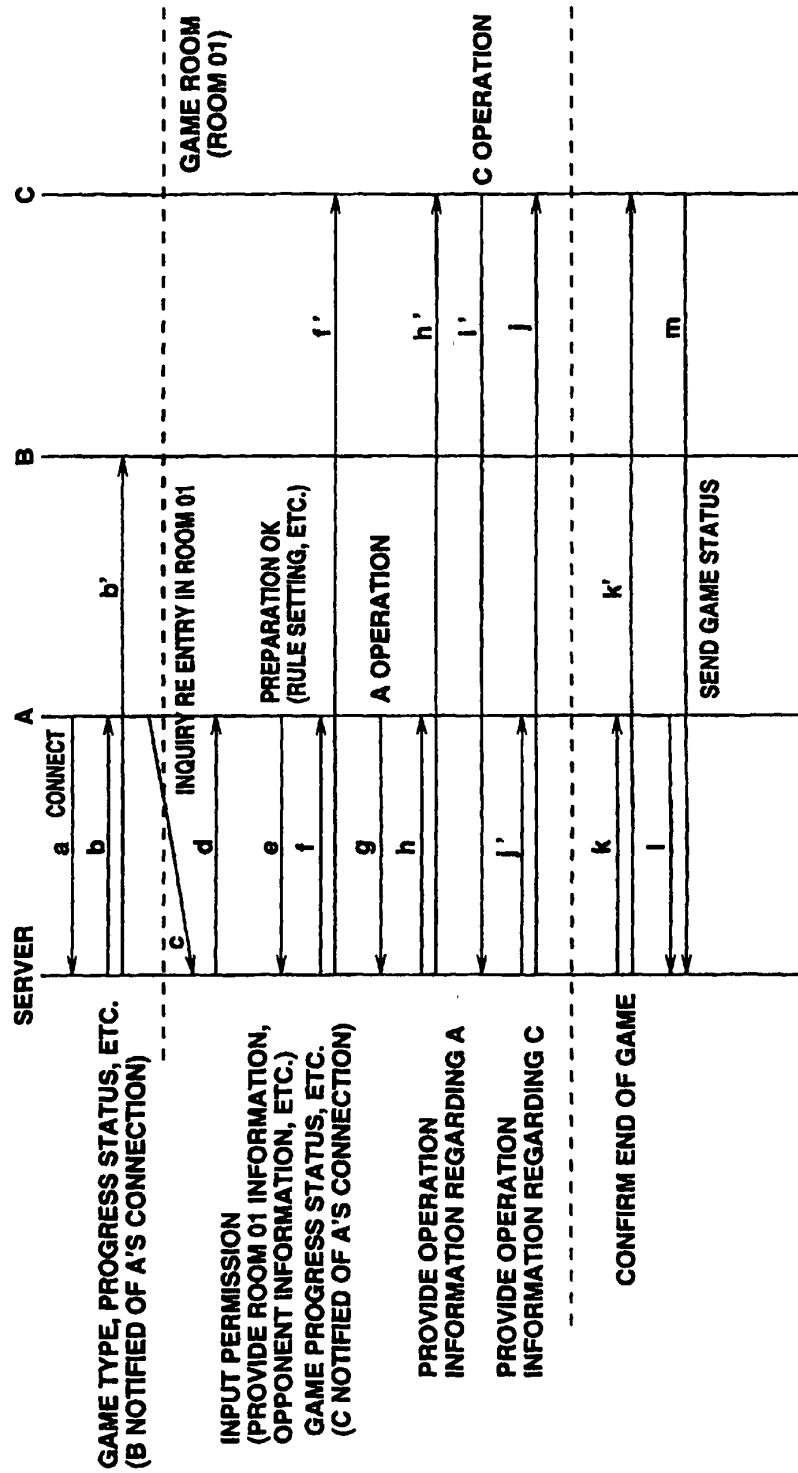 SERVER
A
B
C
GAME TYPE, PROGRESS STATUS, ETC.
(B NOTIFIED OF A'S CONNECTION)
a
CONNECT
b
b'
GAME ROOM
(ROOM 01)
c
INQUIRY RE ENTRY IN ROOM 01
INPUT PERMISSION
(PROVIDE ROOM 01 INFORMATION,
OPPONENT INFORMATION, ETC.)
d
e
PREPARATION OK
(RULE SETTING, ETC.)
GAME PROGRESS STATUS, ETC.
(C NOTIFIED OF A'S CONNECTION)
f
f'
g
A OPERATION
PROVIDE OPERATION
INFORMATION REGARDING A
h
h'
i'
C OPERATION
PROVIDE OPERATION
INFORMATION REGARDING C
j'
j
CONFIRM END OF GAME
k
k'
l
m
SEND GAME STATUS